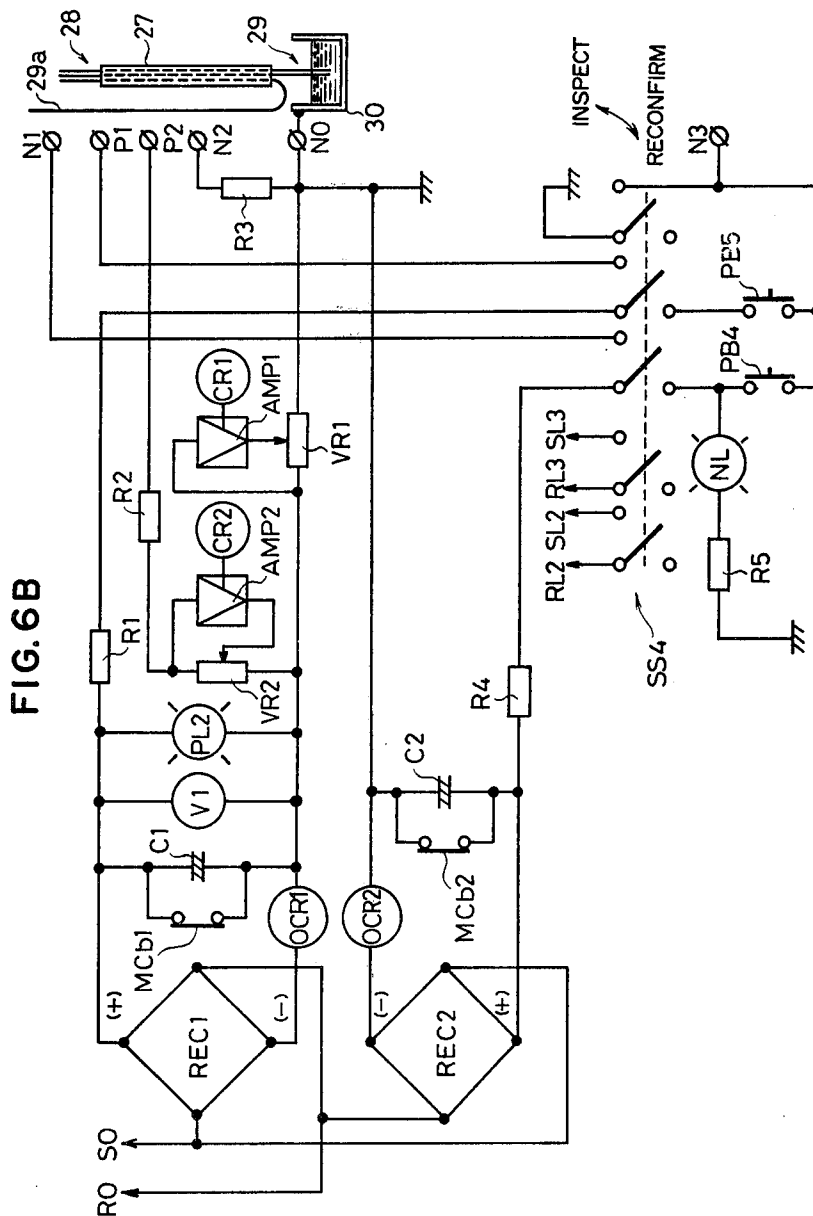 FIG. 6B
RO
SO
REC1
(+)
(-)
MCb1
C1
OCR1
V1
PL2
R1
VR2
AMP2
CR2
R2
VR1
AMP1
CR1
R3
N1
P1
P2
N2
NO
29a
28
27
29
30
REC2
(-)
(+)
OCR2
MCb2
C2
R4
SS4
RL2
SL2
RL3
SL3
R5
NL
PB4
PB5
N3
INSPECT
RECONFIRM